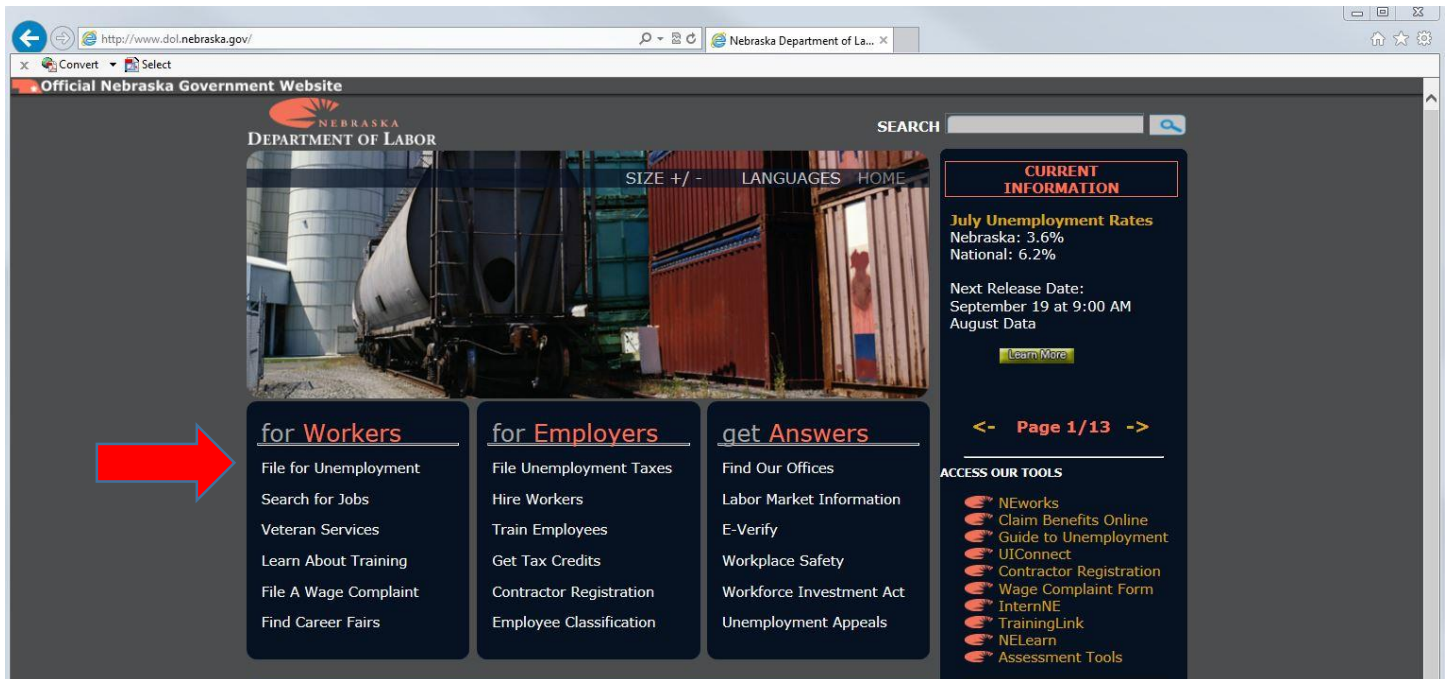 http://www.dol.nebraska.gov/
Nebraska Department of La...
Convert
Select
Official Nebraska Government Website
NEBRASKA
DEPARTMENT OF LABOR
SEARCH
SIZE +/ -
LANGUAGES
HOME
CURRENT
INFORMATION
July Unemployment Rates
Nebraska: 3.6%
National: 6.2%
Next Release Date:
September 19 at 9:00 AM
August Data
Learn More
<- Page 1/13 ->
for Workers
File for Unemployment
Search for Jobs
Veteran Services
Learn About Training
File A Wage Complaint
Find Career Fairs
for Employers
File Unemployment Taxes
Hire Workers
Train Employees
Get Tax Credits
Contractor Registration
Employee Classification
get Answers
Find Our Offices
Labor Market Information
E-Verify
Workplace Safety
Workforce Investment Act
Unemployment Appeals
ACCESS OUR TOOLS
NEworks
Claim Benefits Online
Guide to Unemployment
UIConnect
Contractor Registration
Wage Complaint Form
InternNE
TrainingLink
NELearn
Assessment Tools